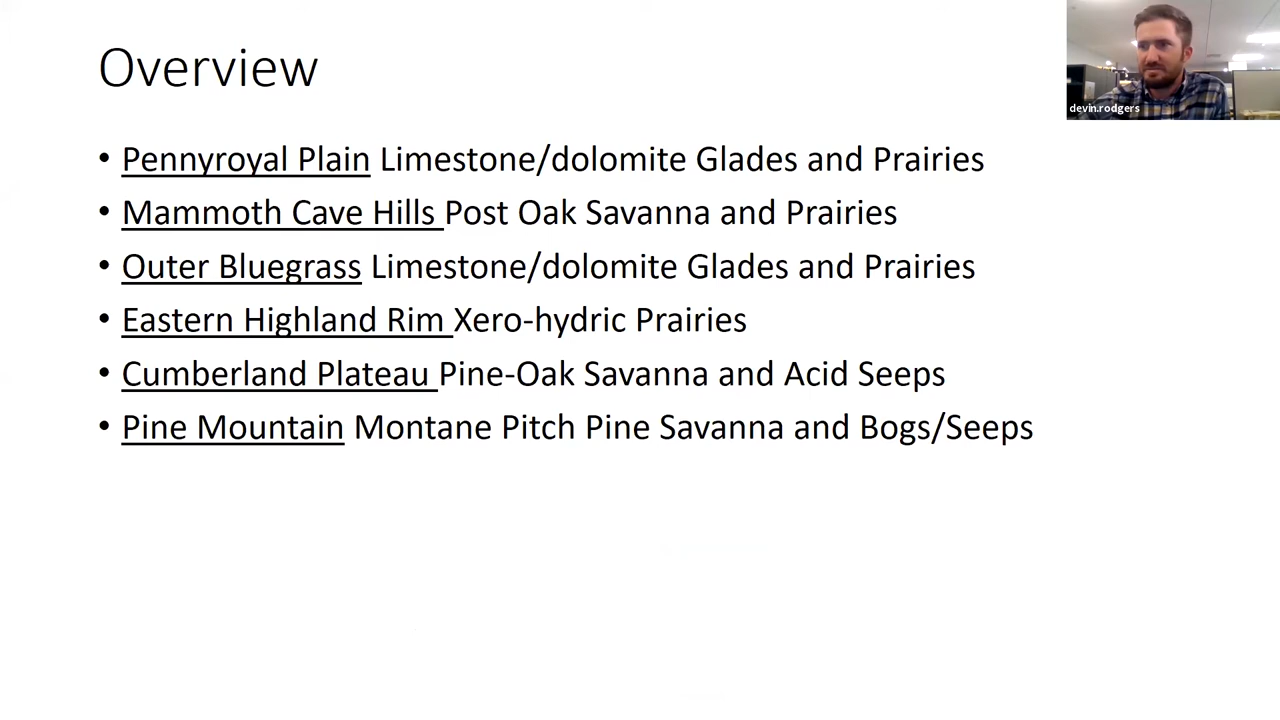 Overview
devin.rodgers
• Pennyroyal Plain Limestone/dolomite Glades and Prairies
• Mammoth Cave Hills Post Oak Savanna and Prairies
• Outer Bluegrass Limestone/dolomite Glades and Prairies
• Eastern Highland Rim Xero-hydric Prairies
• Cumberland Plateau Pine-Oak Savanna and Acid Seeps
• Pine Mountain Montane Pitch Pine Savanna and Bogs/Seeps